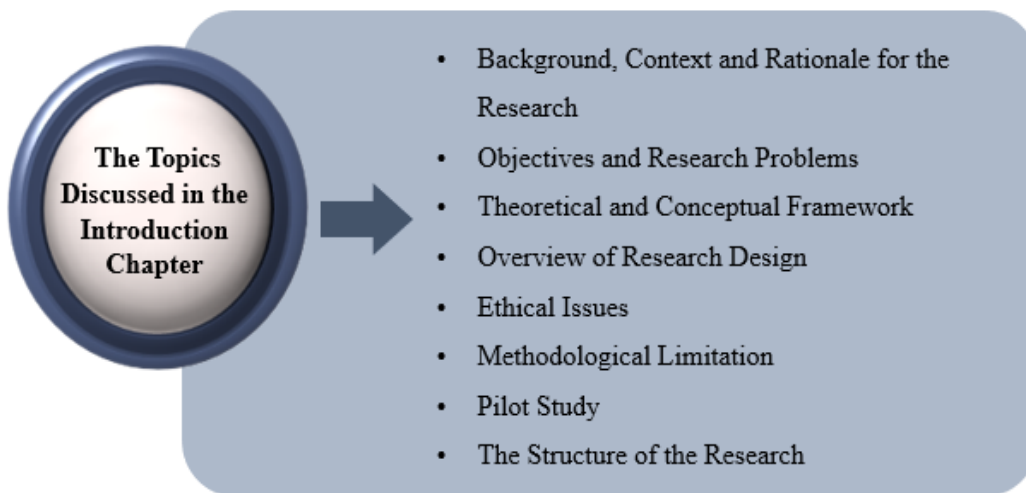 The Topics
Discussed in the
Introduction
Chapter
• Background, Context and Rationale for the
Research
• Objectives and Research Problems
• Theoretical and Conceptual Framework
• Overview of Research Design
• Ethical Issues
• Methodological Limitation
• Pilot Study
• The Structure of the Research